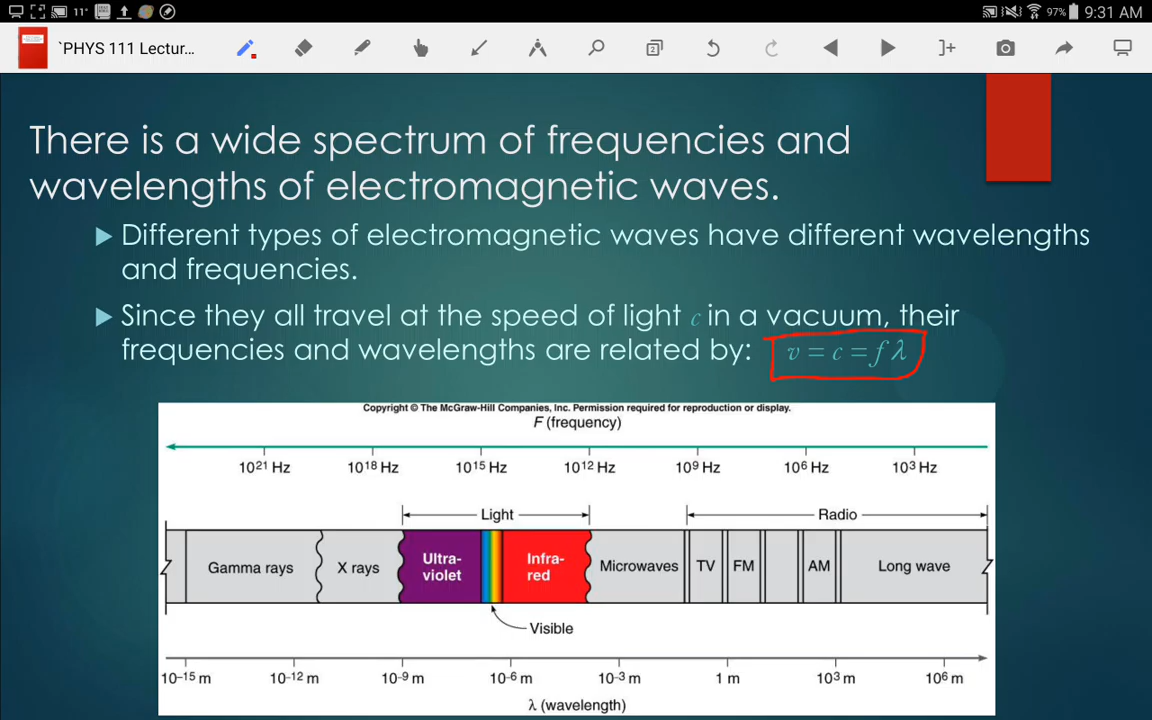 11°
97%
9:31 AM
`PHYS 111 Lectur...
2
There is a wide spectrum of frequencies and
wavelengths of electromagnetic waves.
Different types of electromagnetic waves have different wavelengths
and frequencies.
Since they all travel at the speed of light c in a vacuum, their
frequencies and wavelengths are related by: v = c = f λ
Copyright © The McGraw-Hill Companies, Inc. Permission required for reproduction or display.
F (frequency)
10²¹ Hz 10¹⁸ Hz 10¹⁵ Hz 10¹² Hz 10⁹ Hz 10⁶ Hz 10³ Hz
Light Radio
Gamma rays X rays Ultra-
violet Infra-
red Microwaves TV FM AM Long wave
Visible
10⁻¹⁵ m 10⁻¹² m 10⁻⁹ m 10⁻⁶ m 10⁻³ m 1 m 10³ m 10⁶ m
λ (wavelength)